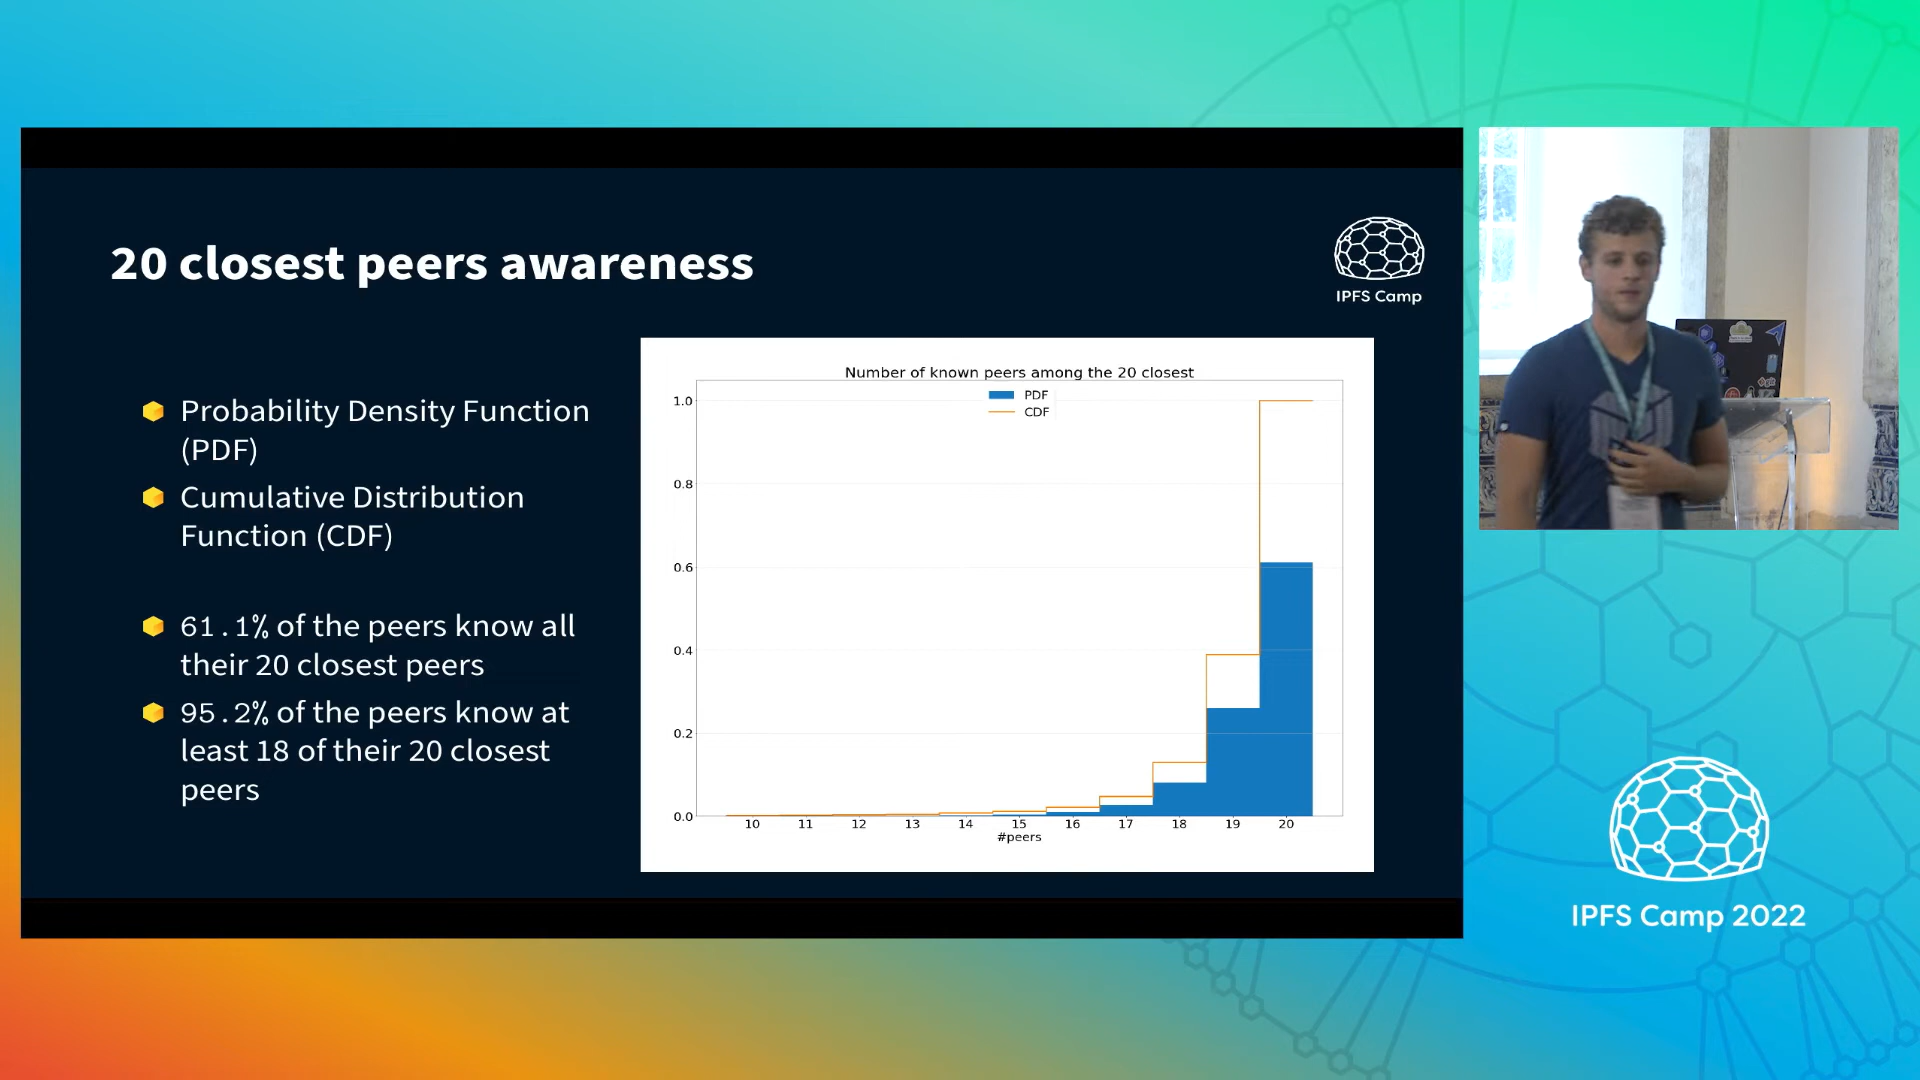 20 closest peers awareness
IPFS Camp
Probability Density Function
(PDF)
Cumulative Distribution
Function (CDF)
61.1% of the peers know all
their 20 closest peers
95.2% of the peers know at
least 18 of their 20 closest
peers
Number of known peers among the 20 closest
PDF
CDF
1.0
0.8
0.6
0.4
0.2
0.0
10 11 12 13 14 15 16 17 18 19 20
#peers
IPFS Camp 2022